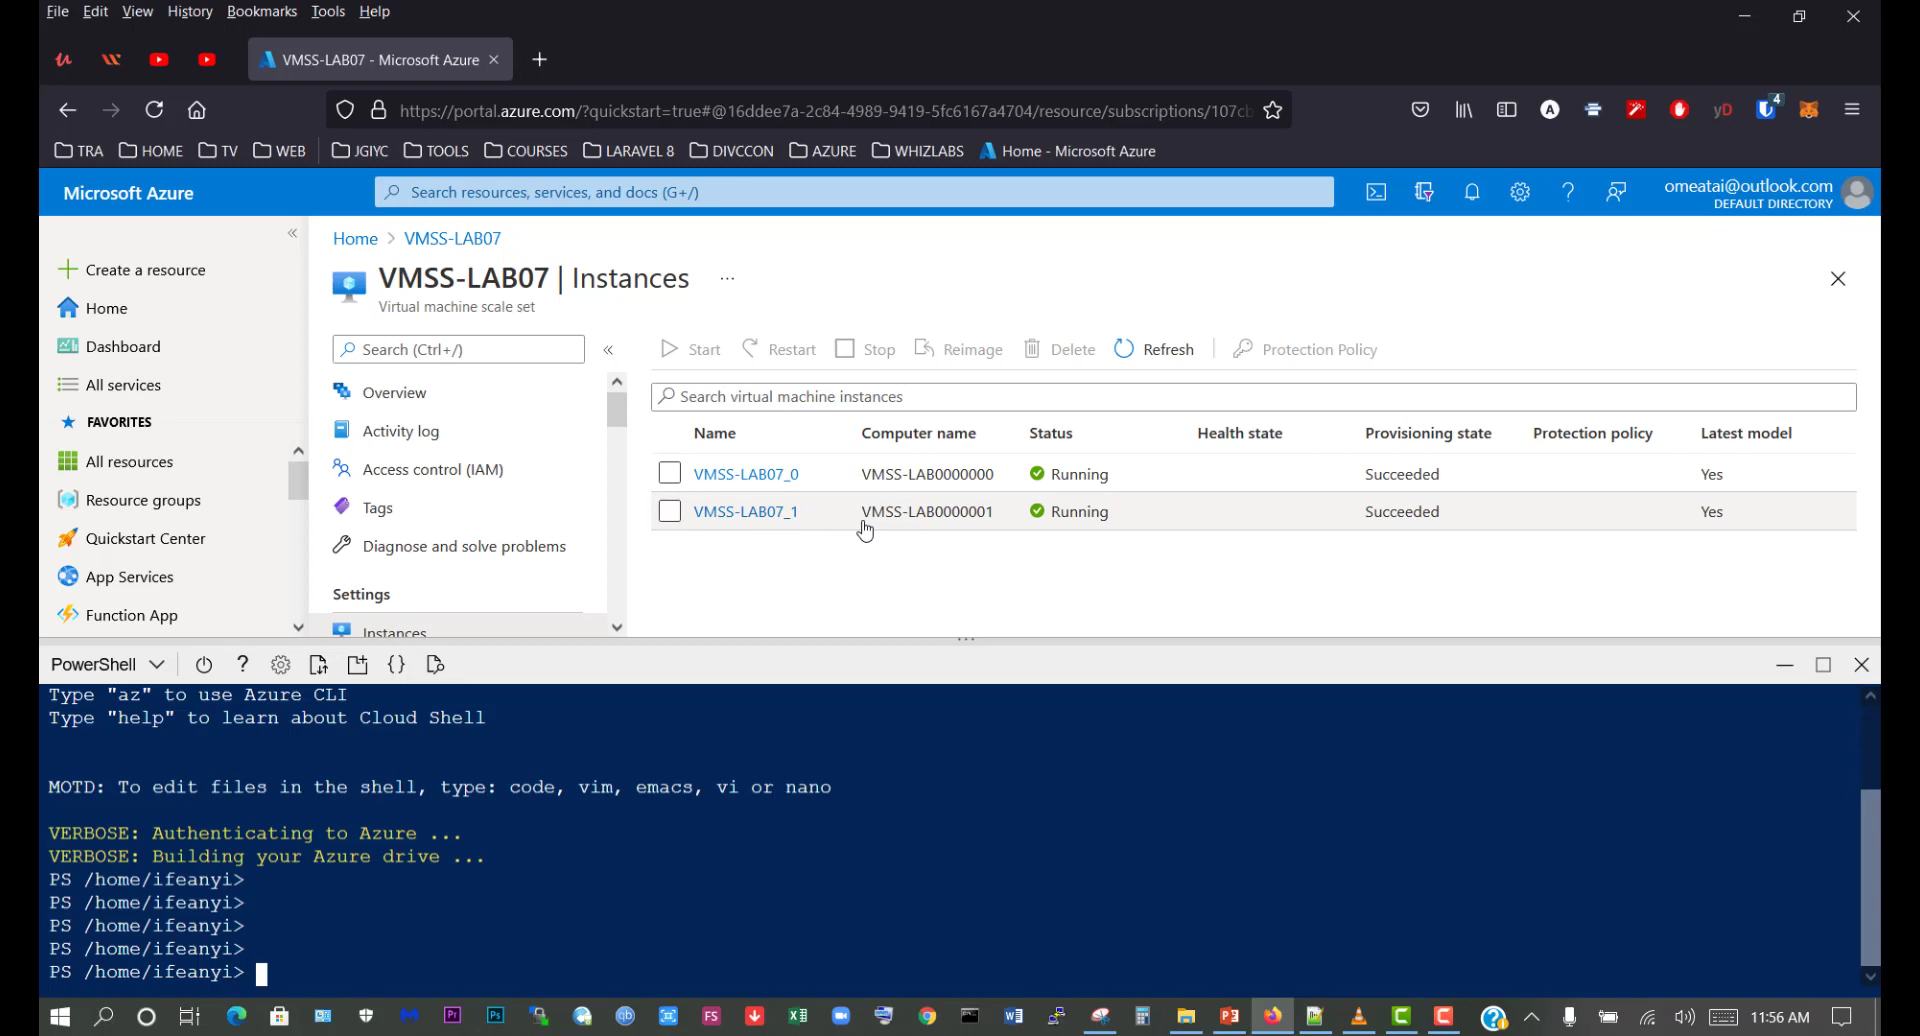 File Edit View History Bookmarks Tools Help
VMSS-LAB07 - Microsoft Azure
https://portal.azure.com/?quickstart=true#@16ddee7a-2c84-4989-9419-5fc6167a4704/resource/subscriptions/107cb
A yD 4
TRA HOME TV WEB JGIYC TOOLS COURSES LARAVEL 8 DIVCCON AZURE WHIZLABS Home - Microsoft Azure
Microsoft Azure
Search resources, services, and docs (G+/)
omeatai@outlook.com
DEFAULT DIRECTORY
Create a resource
Home
Dashboard
All services
FAVORITES
All resources
Resource groups
Quickstart Center
App Services
Function App
Home > VMSS-LAB07
VMSS-LAB07 | Instances ...
Virtual machine scale set
Search (Ctrl+/)
Overview
Activity log
Access control (IAM)
Tags
Diagnose and solve problems
Settings
Instances
Start Restart Stop Reimage Delete Refresh Protection Policy
Search virtual machine instances
Name Computer name Status Health state Provisioning state Protection policy Latest model
VMSS-LAB07_0 VMSS-LAB0000000 Running Succeeded Yes
VMSS-LAB07_1 VMSS-LAB0000001 Running Succeeded Yes
PowerShell ? {}
Type "az" to use Azure CLI
Type "help" to learn about Cloud Shell
MOTD: To edit files in the shell, type: code, vim, emacs, vi or nano
VERBOSE: Authenticating to Azure ...
VERBOSE: Building your Azure drive ...
PS /home/ifeanyi>
PS /home/ifeanyi>
PS /home/ifeanyi>
PS /home/ifeanyi>
PS /home/ifeanyi>
Pr Ps qb FS 11:56 AM